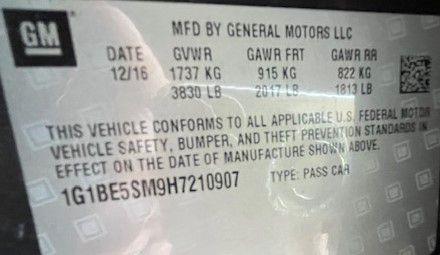 GM
MFD BY GENERAL MOTORS LLC
DATE GVWR GAWR FRT GAWR RR
12/16 1737 KG 915 KG 822 KG
3830 LB 2017 LB 1813 LB
THIS VEHICLE CONFORMS TO ALL APPLICABLE U.S. FEDERAL MOTOR
VEHICLE SAFETY, BUMPER, AND THEFT PREVENTION STANDARDS IN
EFFECT ON THE DATE OF MANUFACTURE SHOWN ABOVE.
1G1BE5SM9H7210907 TYPE: PASS CAR